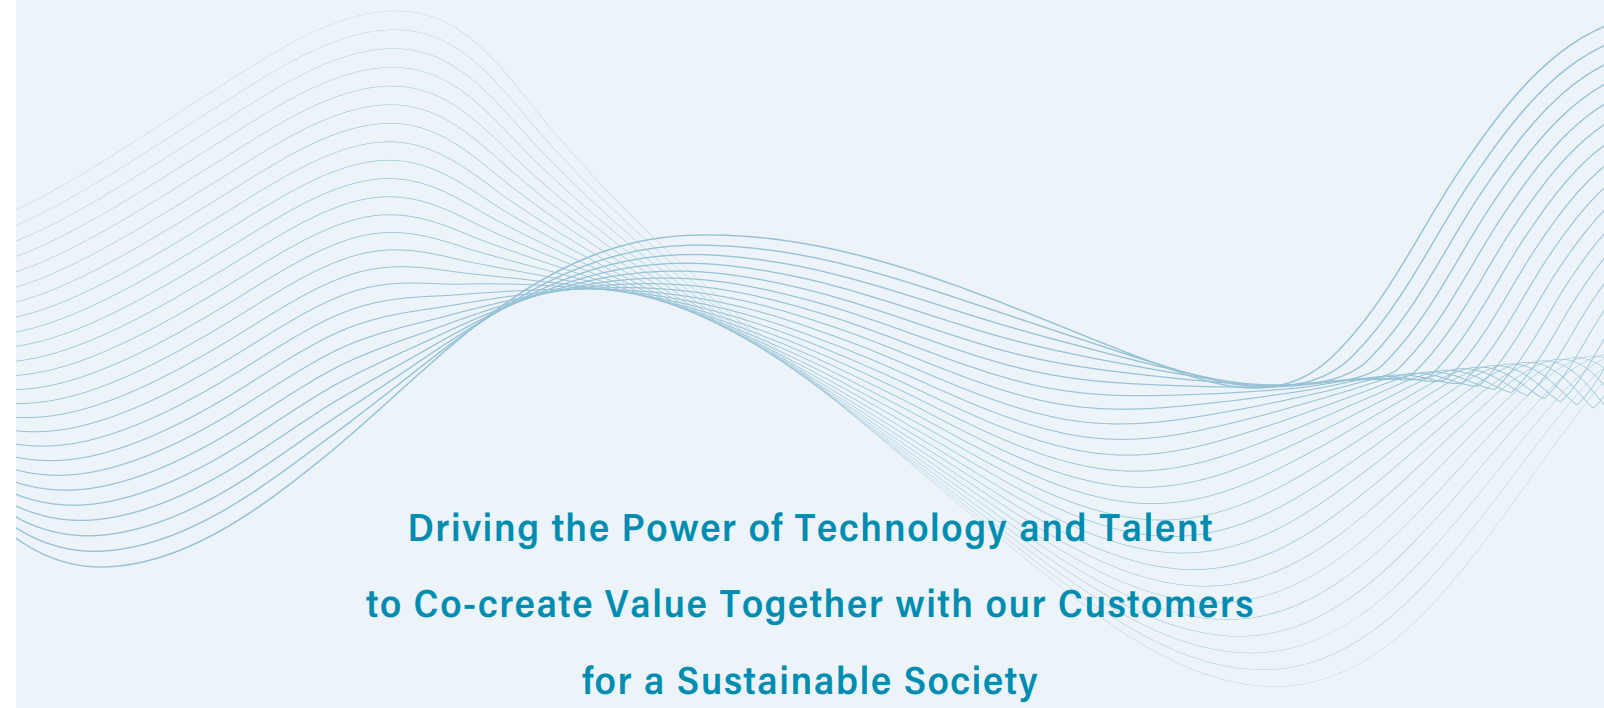 Driving the Power of Technology and Talent
to Co-create Value Together with our Customers
for a Sustainable Society